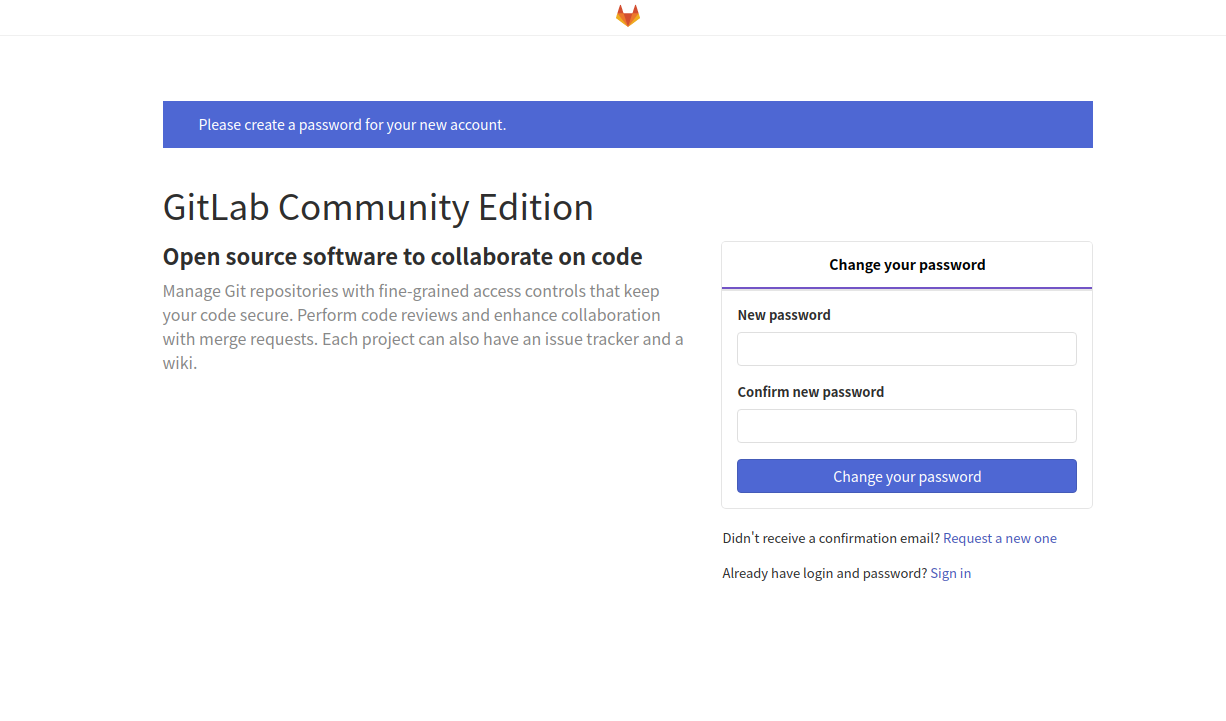 Please create a password for your new account.
GitLab Community Edition
Open source software to collaborate on code
Manage Git repositories with fine-grained access controls that keep
your code secure. Perform code reviews and enhance collaboration
with merge requests. Each project can also have an issue tracker and a
wiki.
Change your password
New password
Confirm new password
Change your password
Didn't receive a confirmation email? Request a new one
Already have login and password? Sign in